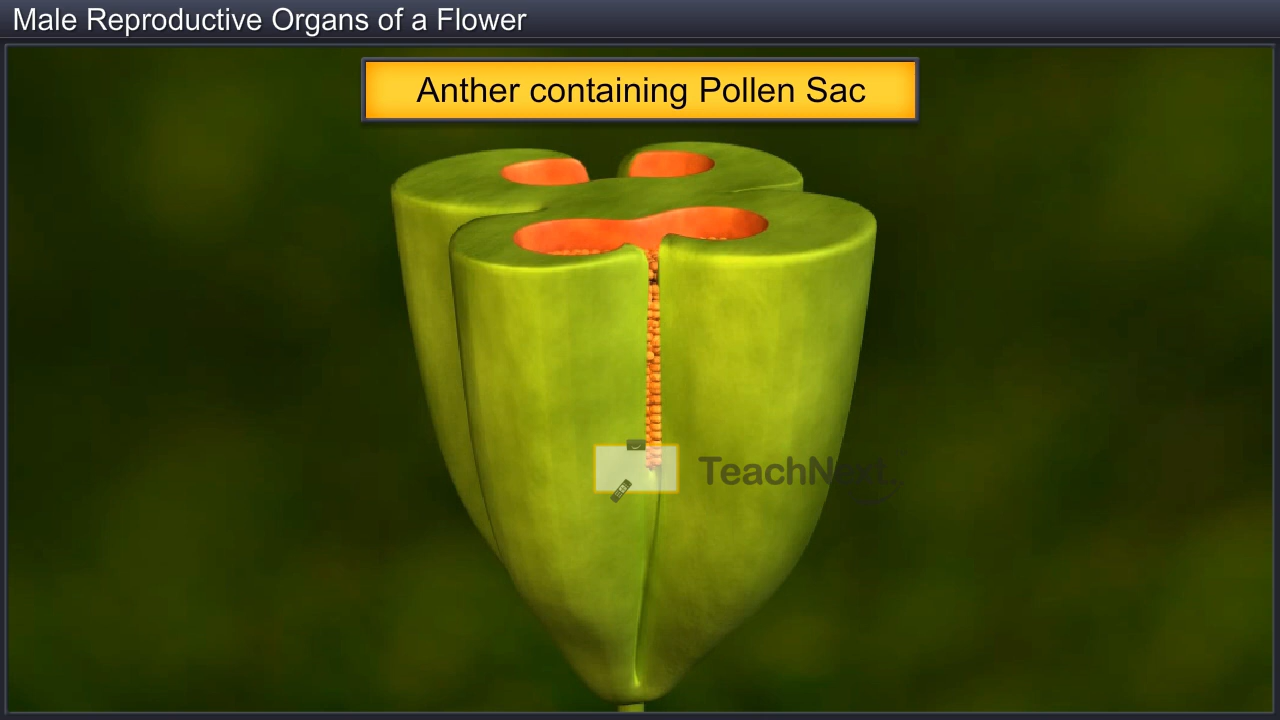 Male Reproductive Organs of a Flower
Anther containing Pollen Sac
TeachNext